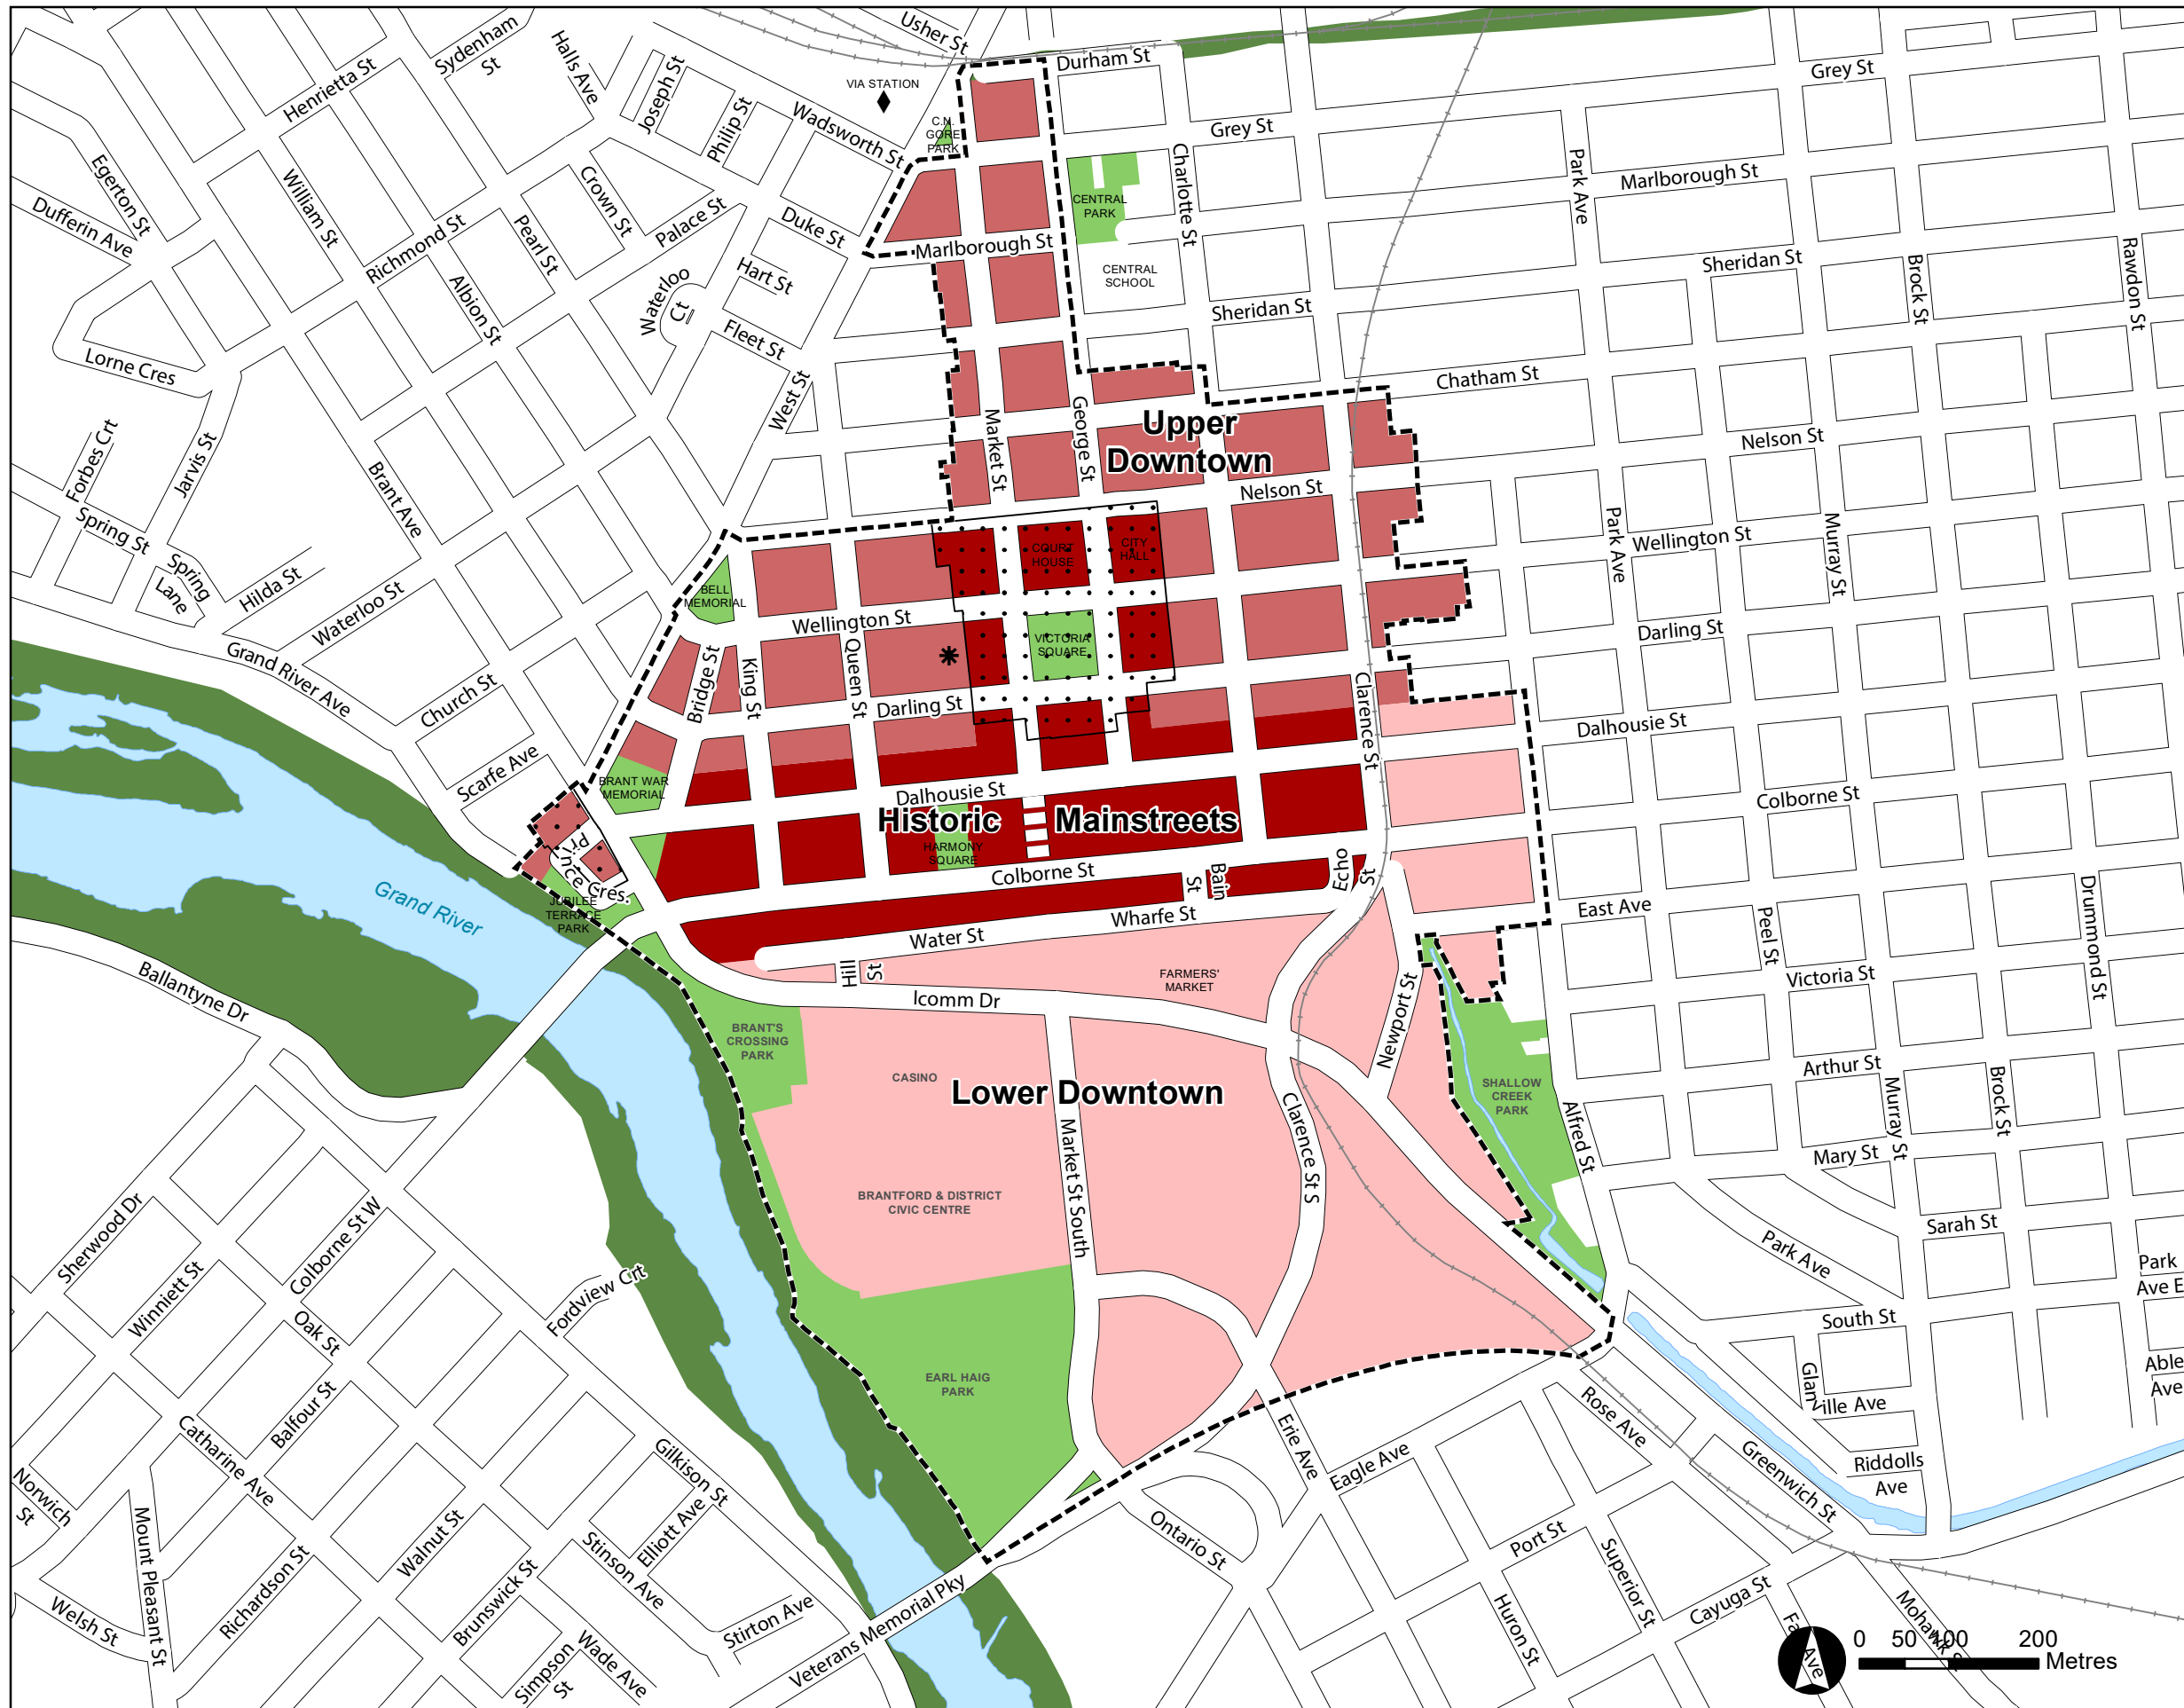 Usher St
Sydenham
St
Halls Ave
Durham St
Henrietta St
Joseph St
VIA STATION
Grey St
Philip St
Wadsworth St
C.N.
GORE
PARK
Grey St
Egerton St
William St
Crown St
Charlotte St
Park Ave
Marlborough St
Dufferin Ave
Richmond St
Pearl St
Palace St
Duke St
CENTRAL
PARK
Marlborough St
Albion St
Waterloo
Ct
Hart St
CENTRAL
SCHOOL
Sheridan St
Brock St
Rawdon St
Sheridan St
Fleet St
Lorne Cres
West St
Chatham St
Market St
George St
Upper
Downtown
Forbes Crt
Jarvis St
Brant Ave
Nelson St
Nelson St
Spring St
Spring
Lane
Hilda St
Waterloo St
COURT
HOUSE
CITY
HALL
Park Ave
Wellington St
Murray St
BELL
MEMORIAL
Wellington St
VICTORIA
SQUARE
Darling St
Grand River Ave
Bridge St
King St
Queen St
Darling St
Church St
Clarence St
Dalhousie St
Scarfe Ave
BRANT WAR
MEMORIAL
Dalhousie St
Colborne St
Historic Mainstreets
HARMONY
SQUARE
Prince Cres.
Colborne St
Bain
St
Echo
St
Grand River
JUBILEE
TERRACE
PARK
Wharfe St
Water St
East Ave
Peel St
Drummond St
Hill
St
FARMERS'
MARKET
Victoria St
Ballantyne Dr
Icomm Dr
Newport St
BRANT'S
CROSSING
PARK
CASINO
Lower Downtown
Arthur St
SHALLOW
CREEK
PARK
Murray St
Brock St
Alfred St
Market St South
Clarence St S
Mary St
BRANTFORD & DISTRICT
CIVIC CENTRE
Sherwood Dr
Colborne St W
Sarah St
Park Ave
Park
Ave E
Winniett St
Fordview Crt
Oak St
South St
EARL HAIG
PARK
Glanville Ave
Able
Ave
Balfour St
Rose Ave
Catharine Ave
Erie Ave
Eagle Ave
Gilkison St
Greenwich St
Riddolls
Ave
Norwich
St
Mount Pleasant St
Walnut St
Elliott Ave
Stinson Ave
Ontario St
Port St
Superior St
Richardson St
Brunswick St
Welsh St
Stirton Ave
Veterans Memorial Pky
Huron St
Cayuga St
Mohawk S
Simpson
St
Wade Ave
Ave
0 50 100 200
Metres